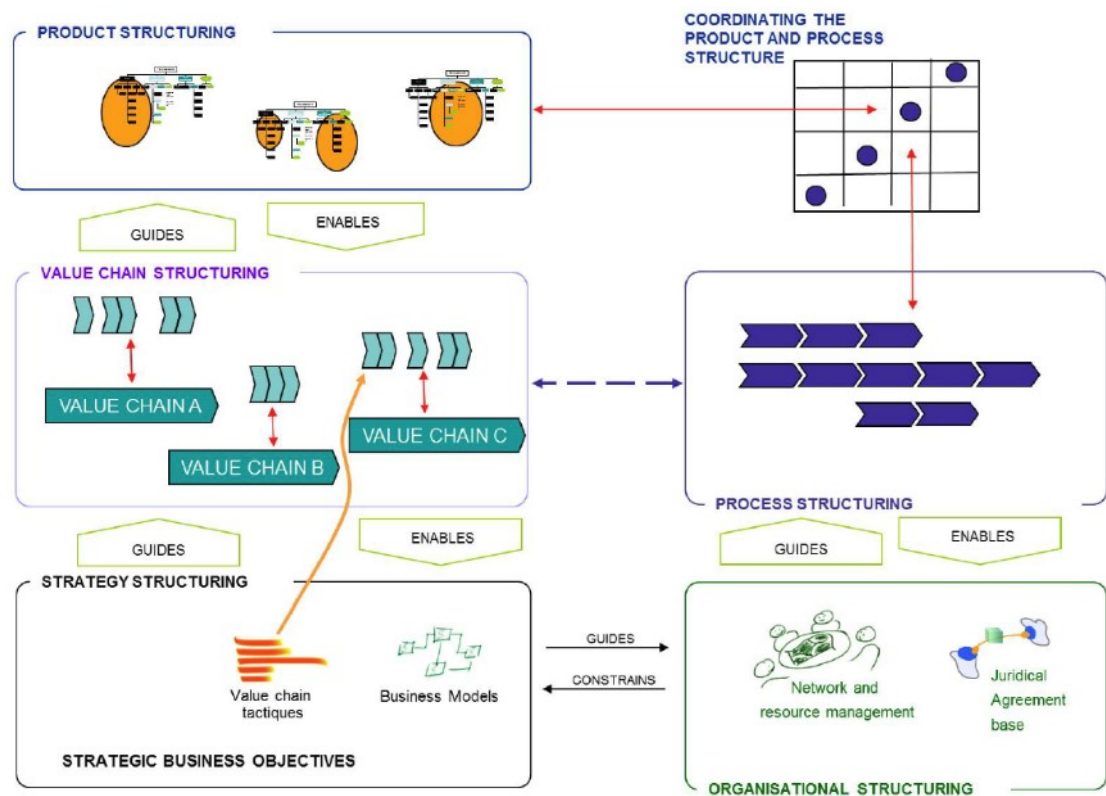 PRODUCT STRUCTURING
COORDINATING THE
PRODUCT AND PROCESS
STRUCTURE
GUIDES
ENABLES
VALUE CHAIN STRUCTURING
VALUE CHAIN A
VALUE CHAIN B
VALUE CHAIN C
PROCESS STRUCTURING
GUIDES
ENABLES
GUIDES
ENABLES
STRATEGY STRUCTURING
Value chain
tactiques
Business Models
STRATEGIC BUSINESS OBJECTIVES
GUIDES
CONSTRAINS
Network and
resource management
Juridical
Agreement
base
ORGANISATIONAL STRUCTURING